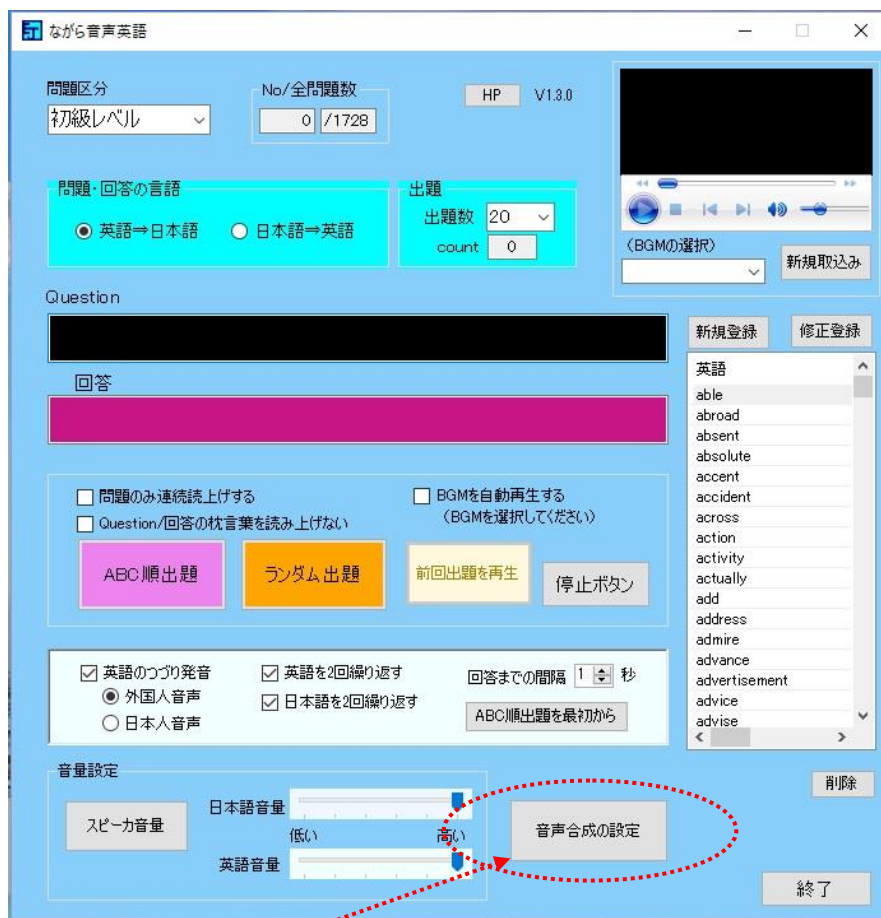 ながら音声英語
問題区分
初級レベル
No/全問題数
0 /1728
HP V1.3.0
問題・回答の言語
英語⇒日本語 日本語⇒英語
出題
出題数 20
count 0
(BGMの選択)
新規取込み
Question
回答
新規登録 修正登録
英語
able
abroad
absent
absolute
accent
accident
across
action
activity
actually
add
address
admire
advance
advertisement
advice
advise
問題のみ連続読上げする
Question/回答の枕言葉を読み上げない
BGMを自動再生する
(BGMを選択してください)
ABC順出題 ランダム出題 前回出題を再生 停止ボタン
英語のつづり発音
外国人音声
日本人音声
英語を2回繰り返す
日本語を2回繰り返す
回答までの間隔 1 秒
ABC順出題を最初から
音量設定
スピーカ音量
日本語音量
低い 高い
英語音量
音声合成の設定
削除
終了